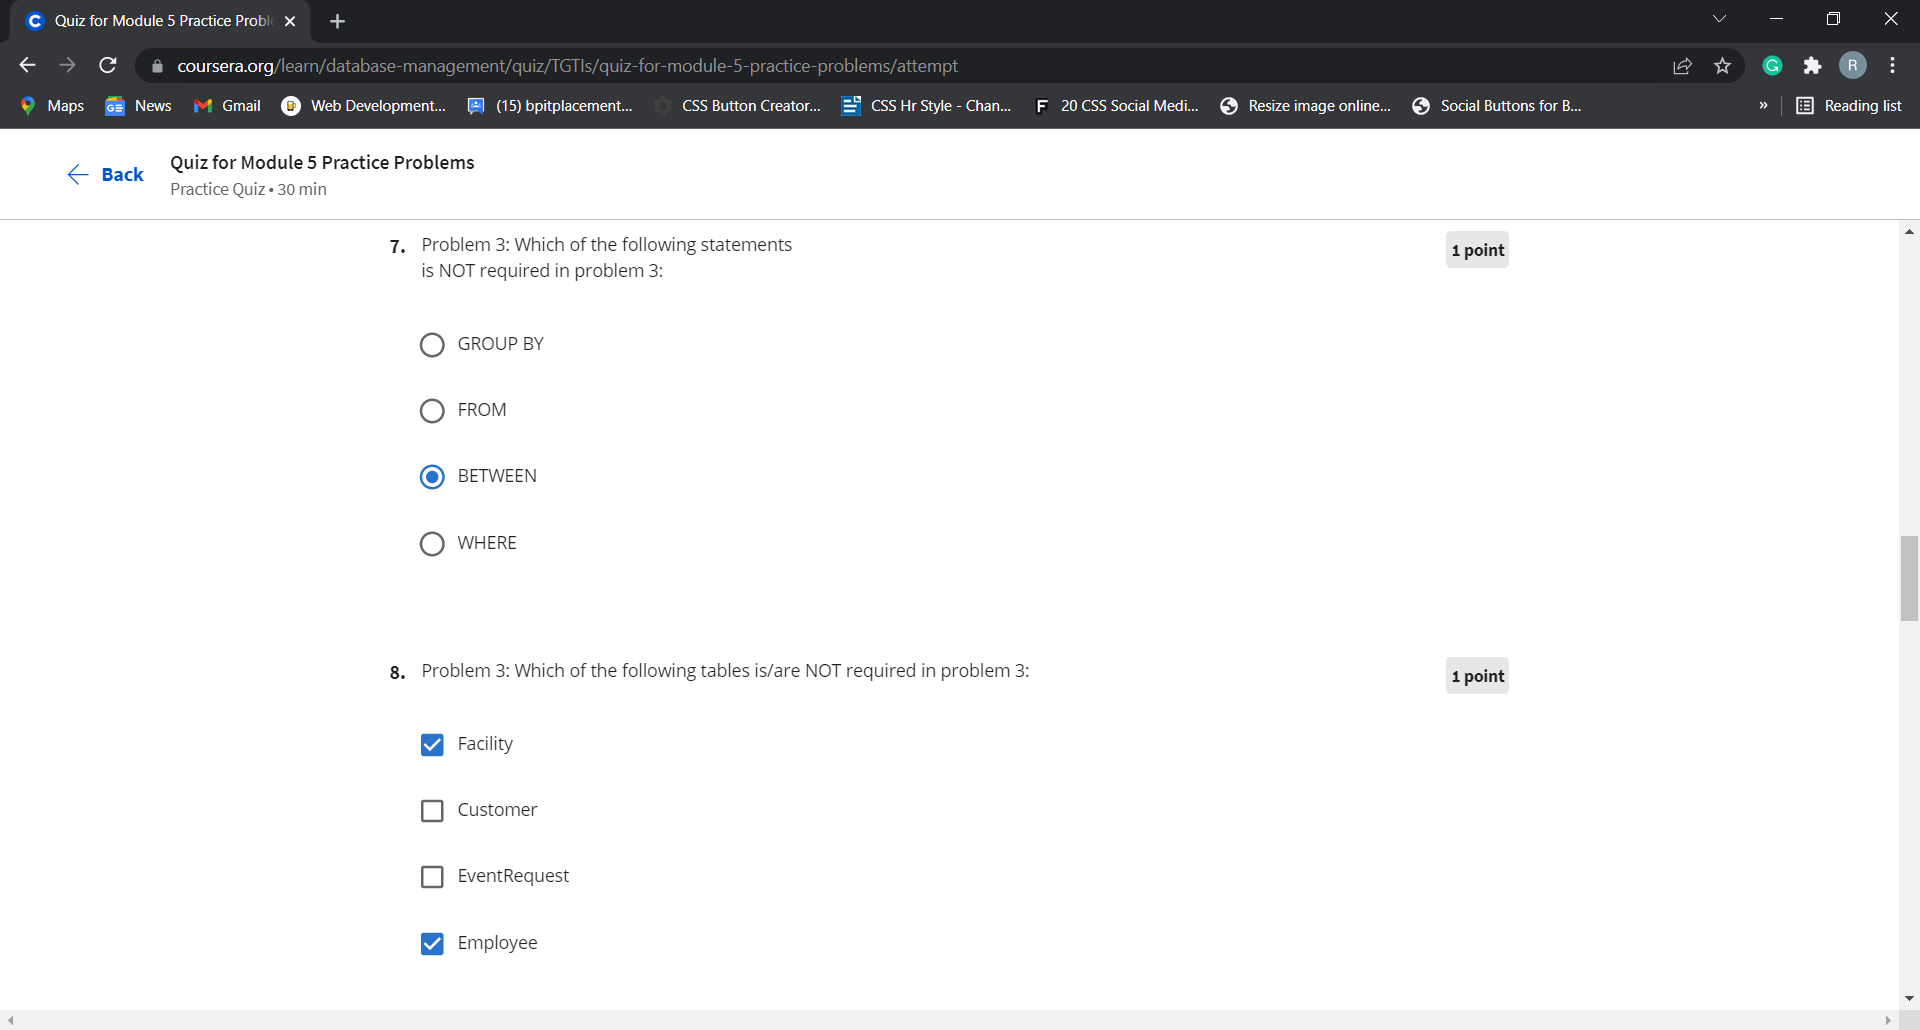 Quiz for Module 5 Practice Probl
coursera.org/learn/database-management/quiz/TGTIs/quiz-for-module-5-practice-problems/attempt
R
Maps News Gmail Web Development... (15) bpitplacement... CSS Button Creator... CSS Hr Style - Chan... 20 CSS Social Medi... Resize image online... Social Buttons for B... » Reading list
Back
Quiz for Module 5 Practice Problems
Practice Quiz • 30 min
7. Problem 3: Which of the following statements
is NOT required in problem 3:
1 point
GROUP BY
FROM
BETWEEN
WHERE
8. Problem 3: Which of the following tables is/are NOT required in problem 3:
1 point
Facility
Customer
EventRequest
Employee